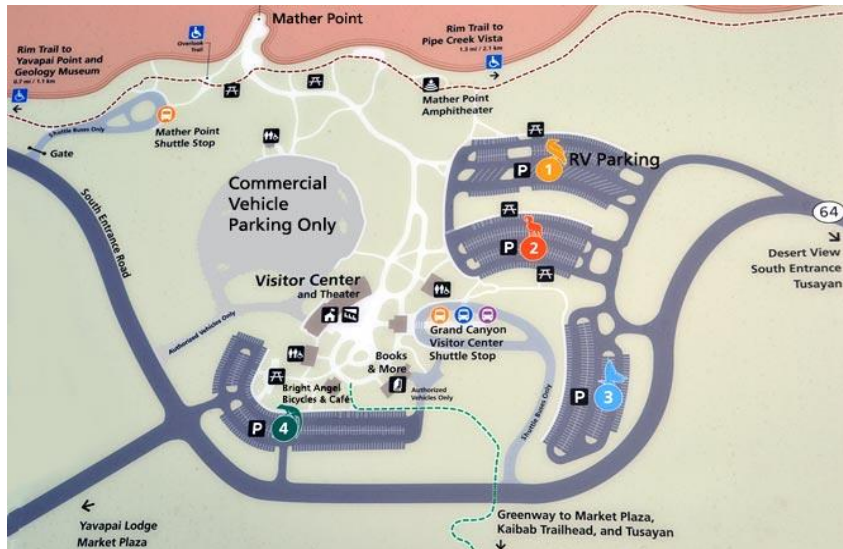 Mather Point
Rim Trail to
Yavapai Point and
Geology Museum
0.7 mi / 1.1 km
Overlook
Trail
Rim Trail to
Pipe Creek Vista
1.3 mi / 2.1 km
Mather Point
Amphitheater
Shuttle Buses Only
Mather Point
Shuttle Stop
Gate
South Entrance Road
Commercial
Vehicle
Parking Only
P
1
RV Parking
P
2
64
Desert View
South Entrance
Tusayan
Visitor Center
and Theater
Authorized Vehicles Only
Grand Canyon
Visitor Center
Shuttle Stop
Books
& More
Authorized
Vehicles Only
Bright Angel
Bicycles & Café
Shuttle Buses Only
P
3
P
4
Yavapai Lodge
Market Plaza
Greenway to Market Plaza,
Kaibab Trailhead, and Tusayan